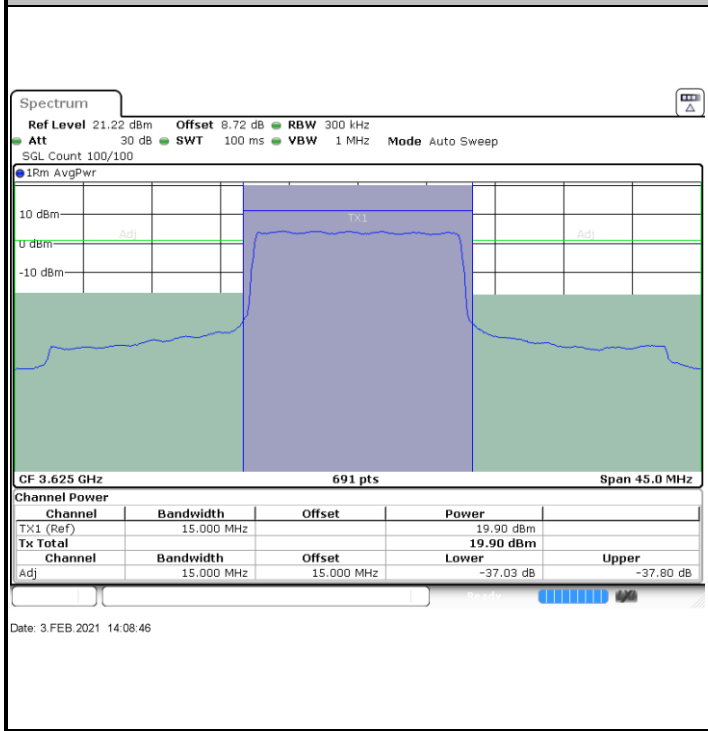 Spectrum
Ref Level 21.22 dBm Offset 8.72 dB RBW 300 kHz
Att 30 dB SWT 100 ms VBW 1 MHz Mode Auto Sweep
SGL Count 100/100
1Rm AvgPwr
10 dBm
TX1
Adj Adj
0 dBm
-10 dBm
CF 3.625 GHz 691 pts Span 45.0 MHz
Channel Power
Channel Bandwidth Offset Power
TX1 (Ref) 15.000 MHz 19.90 dBm
Tx Total 19.90 dBm
Channel Bandwidth Offset Lower Upper
Adj 15.000 MHz 15.000 MHz -37.03 dB -37.80 dB
Ready
Date: 3.FEB.2021 14:08:46